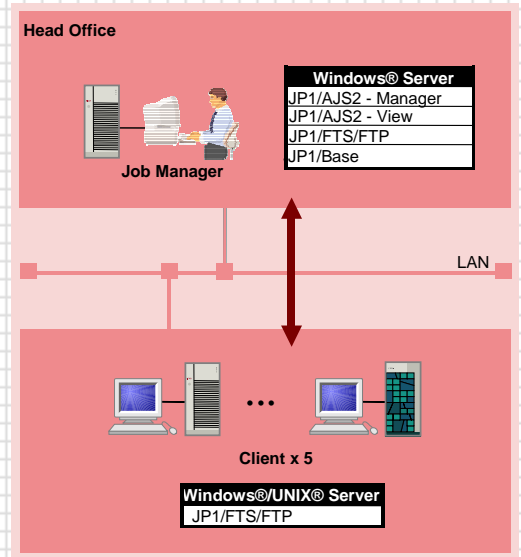 Head Office
Windows® Server
JP1/AJS2 - Manager
JP1/AJS2 - View
JP1/FTS/FTP
JP1/Base
Job Manager
LAN
...
Client x 5
Windows®/UNIX® Server
JP1/FTS/FTP